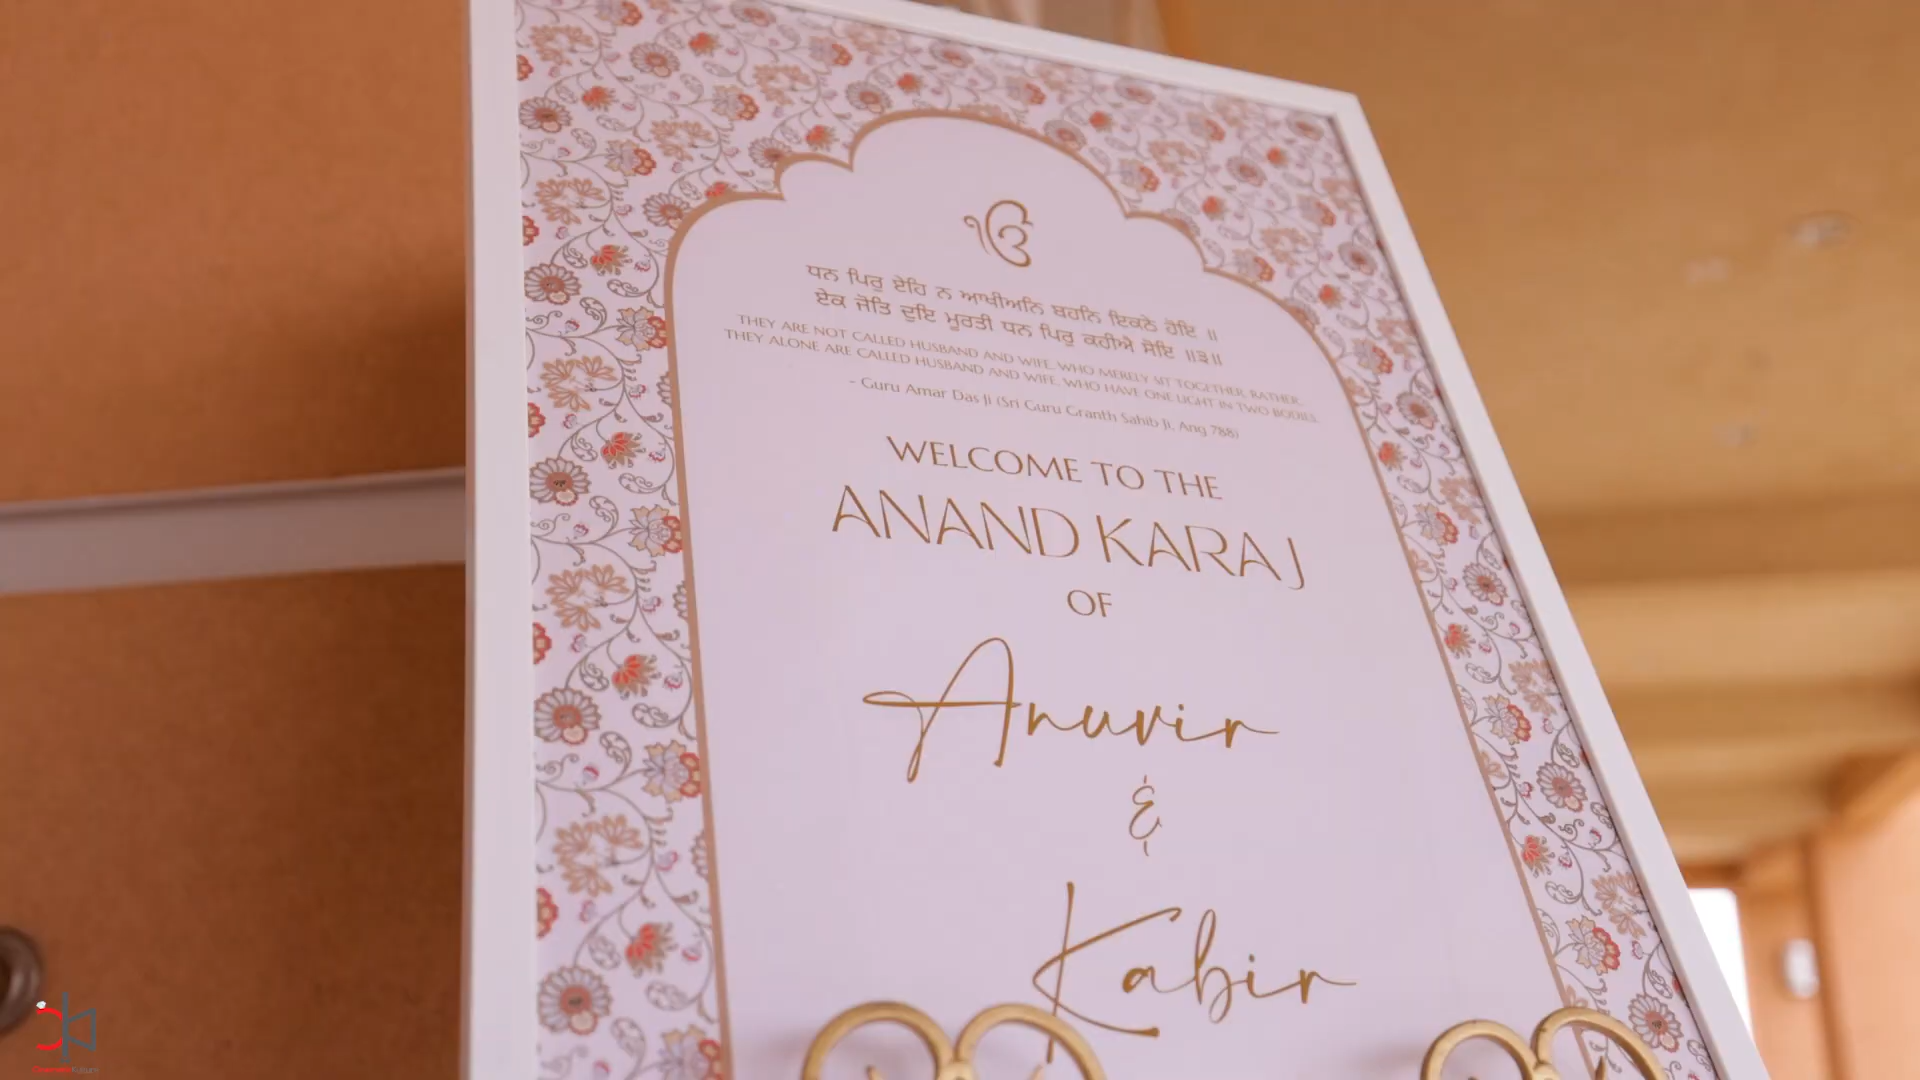 ੴ
ਧਨ ਪਿਰੁ ਏਹਿ ਨ ਆਖੀਅਨਿ ਬਹਨਿ ਇਕਠੇ ਹੋਇ ॥
ਏਕ ਜੋਤਿ ਦੁਇ ਮੂਰਤੀ ਧਨ ਪਿਰੁ ਕਹੀਐ ਸੋਇ ॥੩॥
THEY ARE NOT CALLED HUSBAND AND WIFE, WHO MERELY SIT TOGETHER, RATHER,
THEY ALONE ARE CALLED HUSBAND AND WIFE, WHO HAVE ONE LIGHT IN TWO BODIES.
- Guru Amar Das Ji (Sri Guru Granth Sahib Ji, Ang 788)
WELCOME TO THE
ANAND KARAJ
OF
Anuvir
&
Kabir